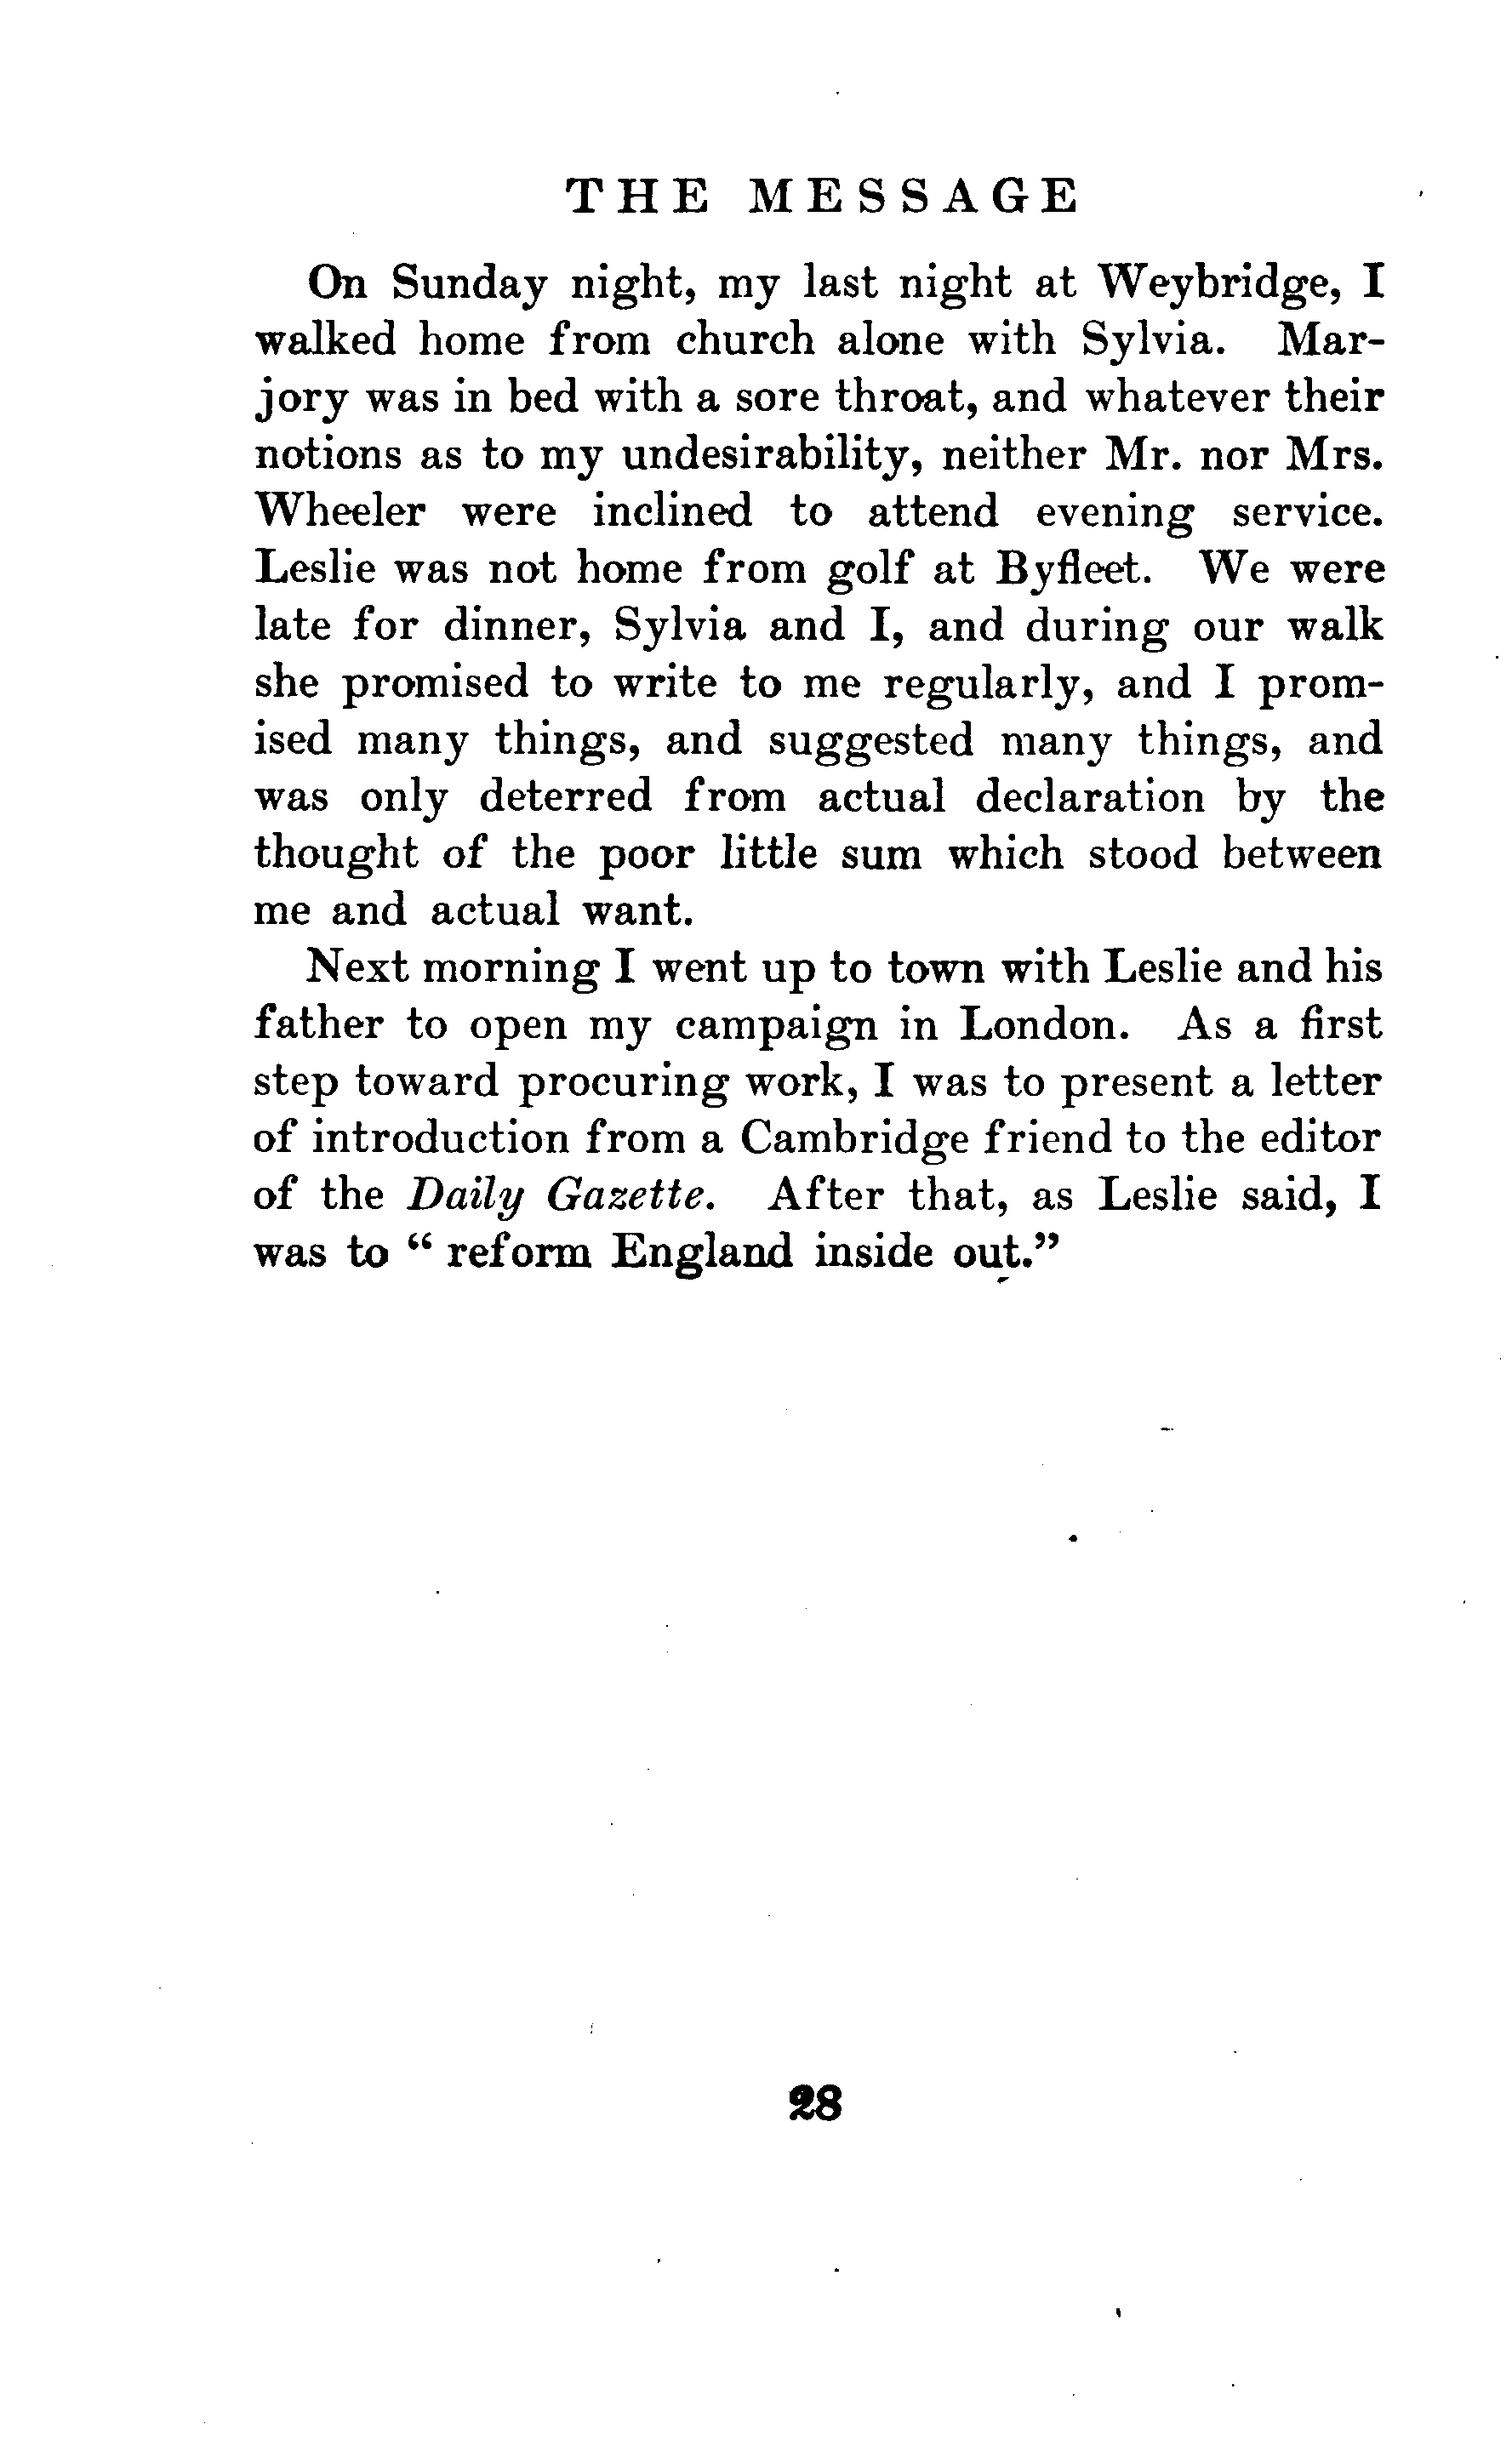 THE MESSAGE
On Sunday night, my last night at Weybridge, I
walked home from church alone with Sylvia. Mar-
jory was in bed with a sore throat, and whatever their
notions as to my undesirability, neither Mr. nor Mrs.
Wheeler were inclined to attend evening service.
Leslie was not home from golf at Byfleet. We were
late for dinner, Sylvia and I, and during our walk
she promised to write to me regularly, and I prom-
ised many things, and suggested many things, and
was only deterred from actual declaration by the
thought of the poor little sum which stood between
me and actual want.
Next morning I went up to town with Leslie and his
father to open my campaign in London. As a first
step toward procuring work, I was to present a letter
of introduction from a Cambridge friend to the editor
of the Daily Gazette. After that, as Leslie said, I
was to “ reform England inside out.”
28